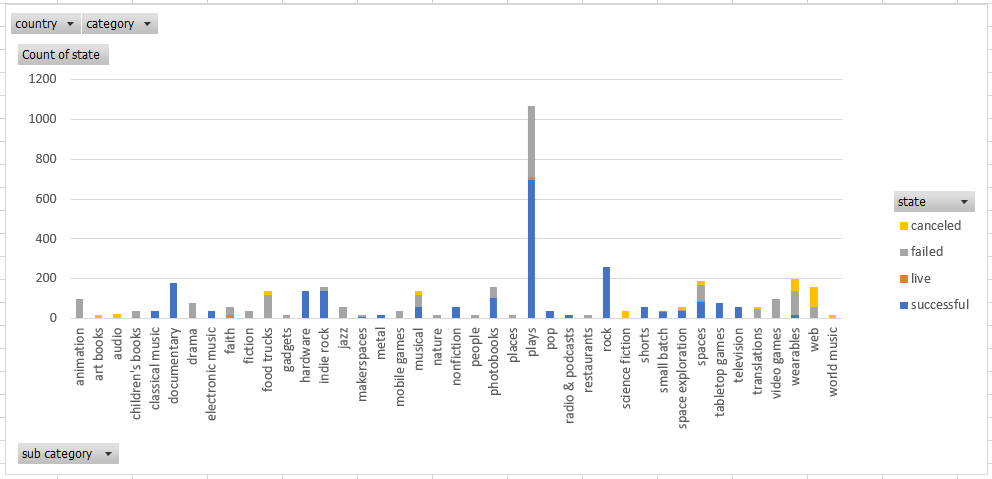 country category
Count of state
1200
1000
800
600
400
200
0
animation
art books
audio
children's books
classical music
documentary
drama
electronic music
faith
fiction
food trucks
gadgets
hardware
indie rock
jazz
makerspaces
metal
mobile games
musical
nature
nonfiction
people
photobooks
places
plays
pop
radio & podcasts
restaurants
rock
science fiction
shorts
small batch
space exploration
spaces
tabletop games
television
translations
video games
wearables
web
world music
state
canceled
failed
live
successful
sub category